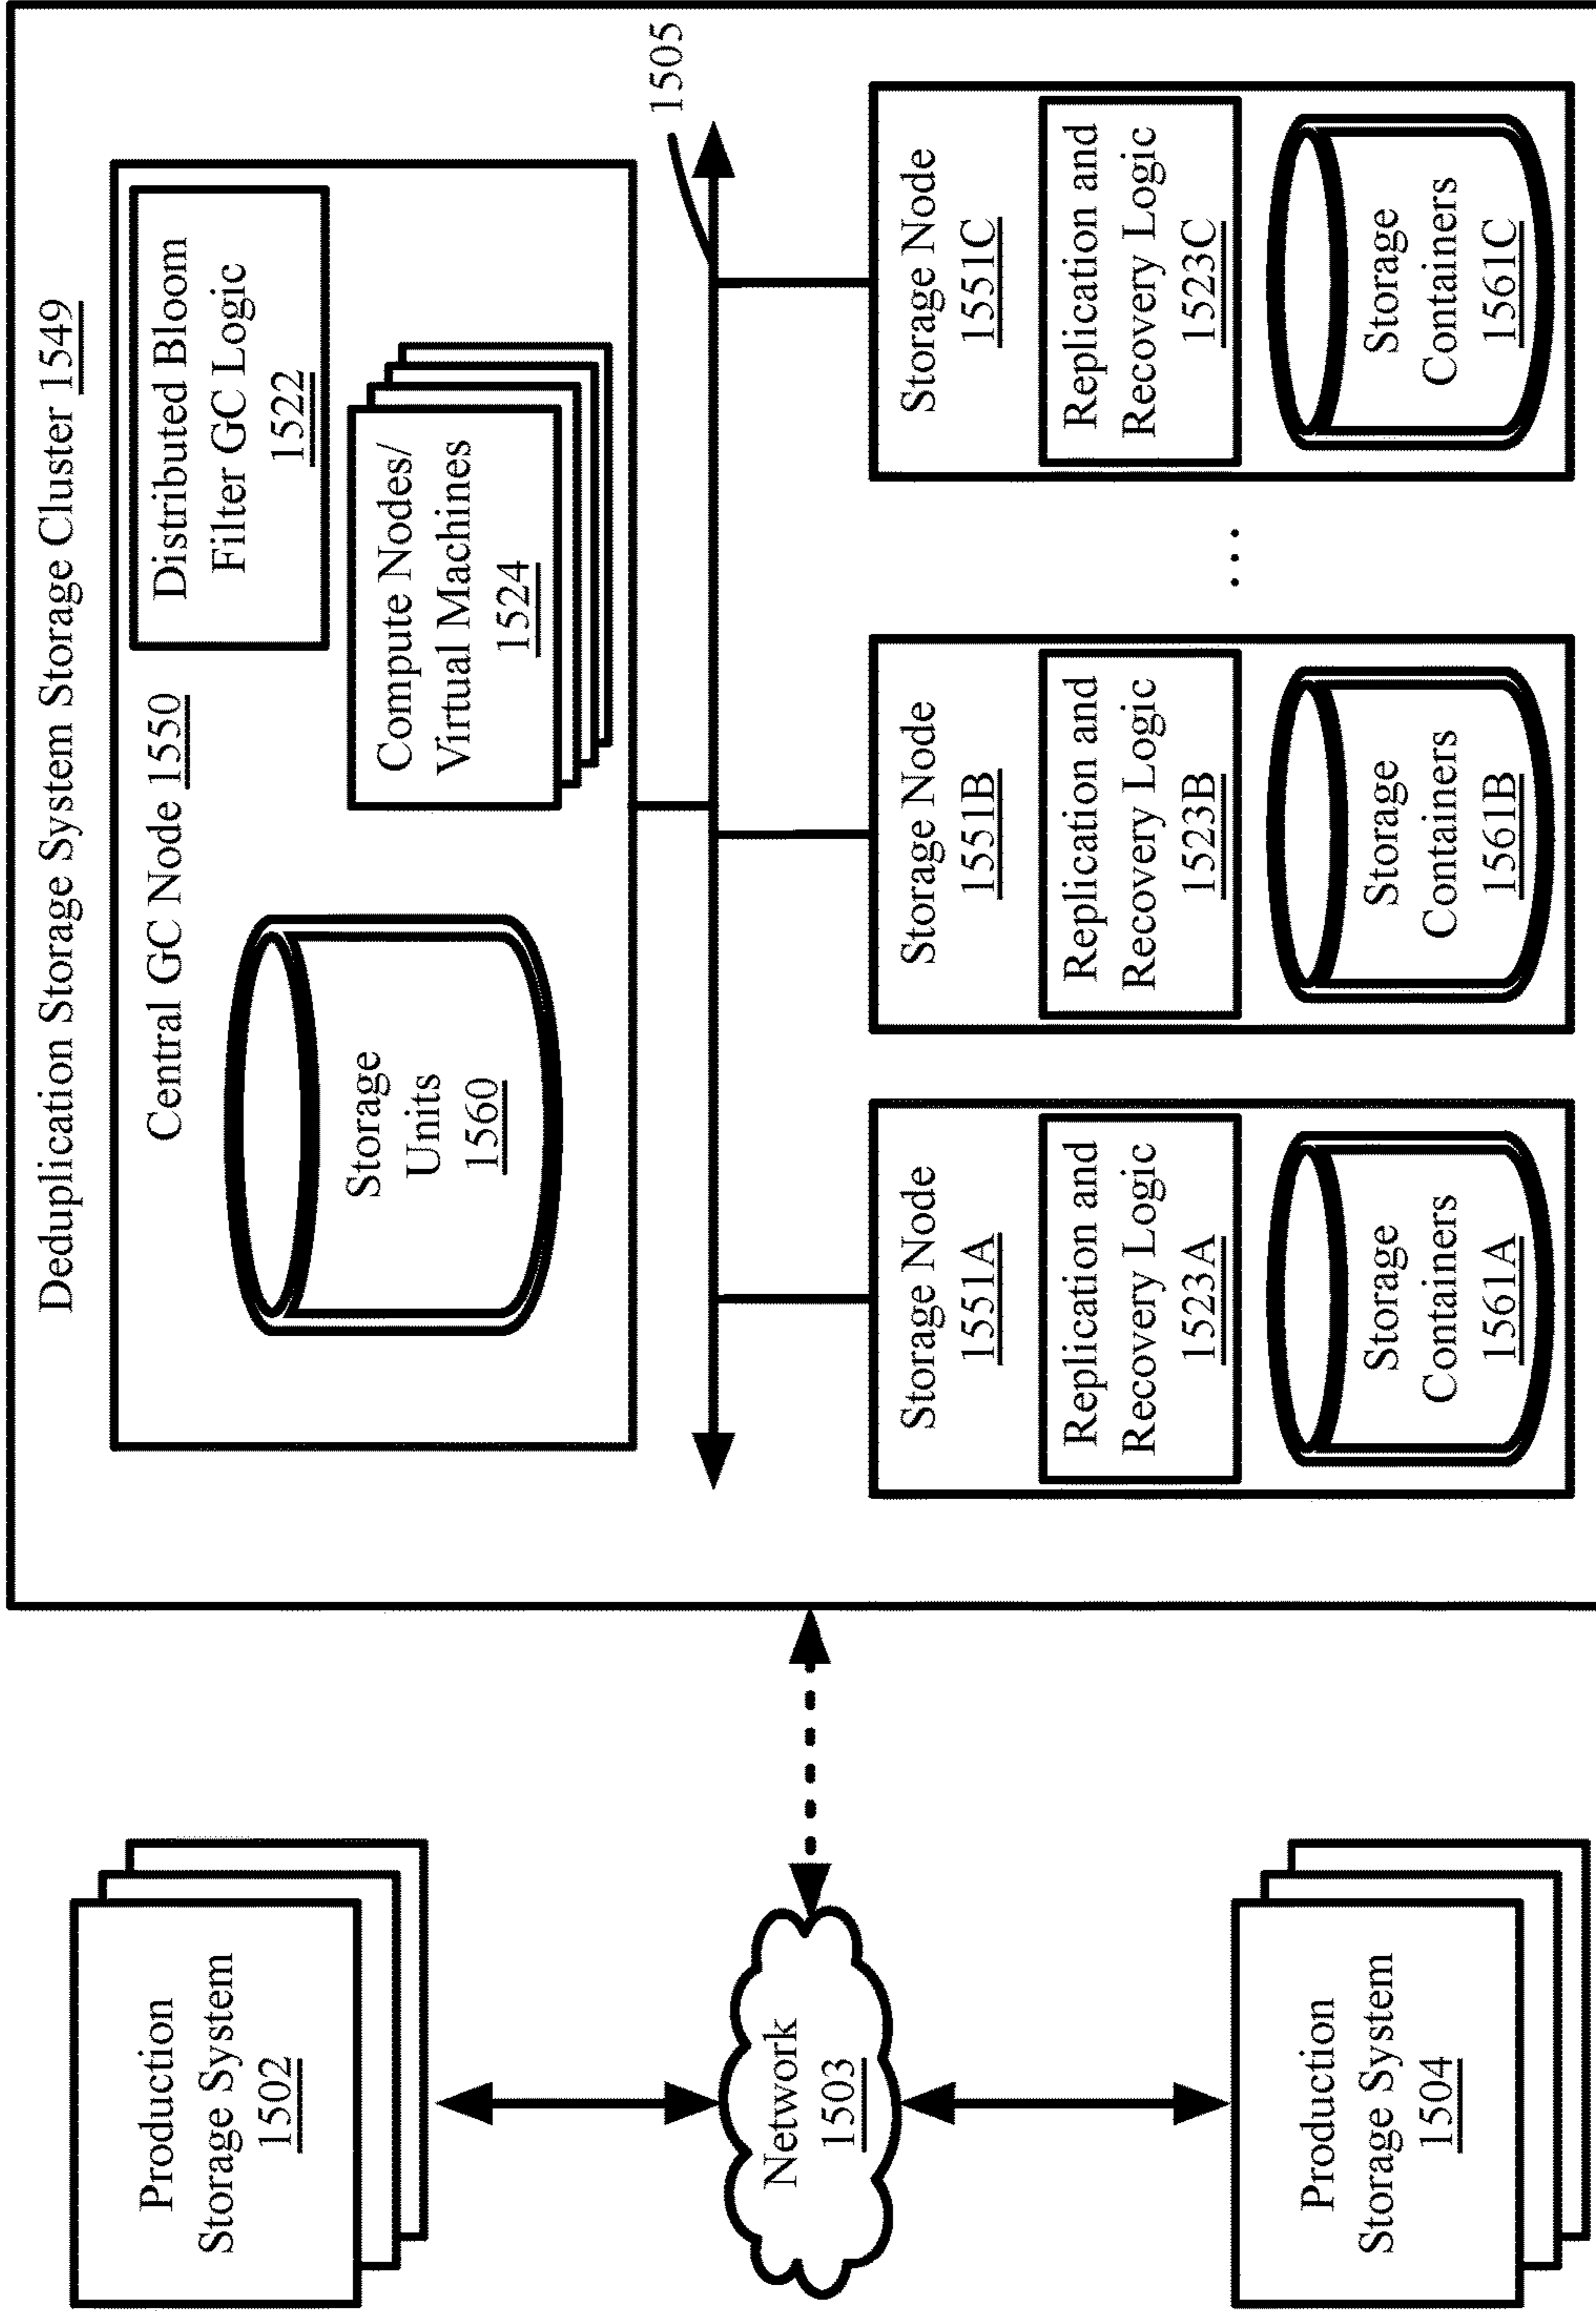 Production
Storage System
1502
Network
1503
Production
Storage System
1504
Deduplication Storage System Storage Cluster 1549
Central GC Node 1550
Storage
Units
1560
Distributed Bloom
Filter GC Logic
1522
Compute Nodes/
Virtual Machines
1524
1505
Storage Node
1551A
Replication and
Recovery Logic
1523A
Storage
Containers
1561A
Storage Node
1551B
Replication and
Recovery Logic
1523B
Storage
Containers
1561B
...
Storage Node
1551C
Replication and
Recovery Logic
1523C
Storage
Containers
1561C